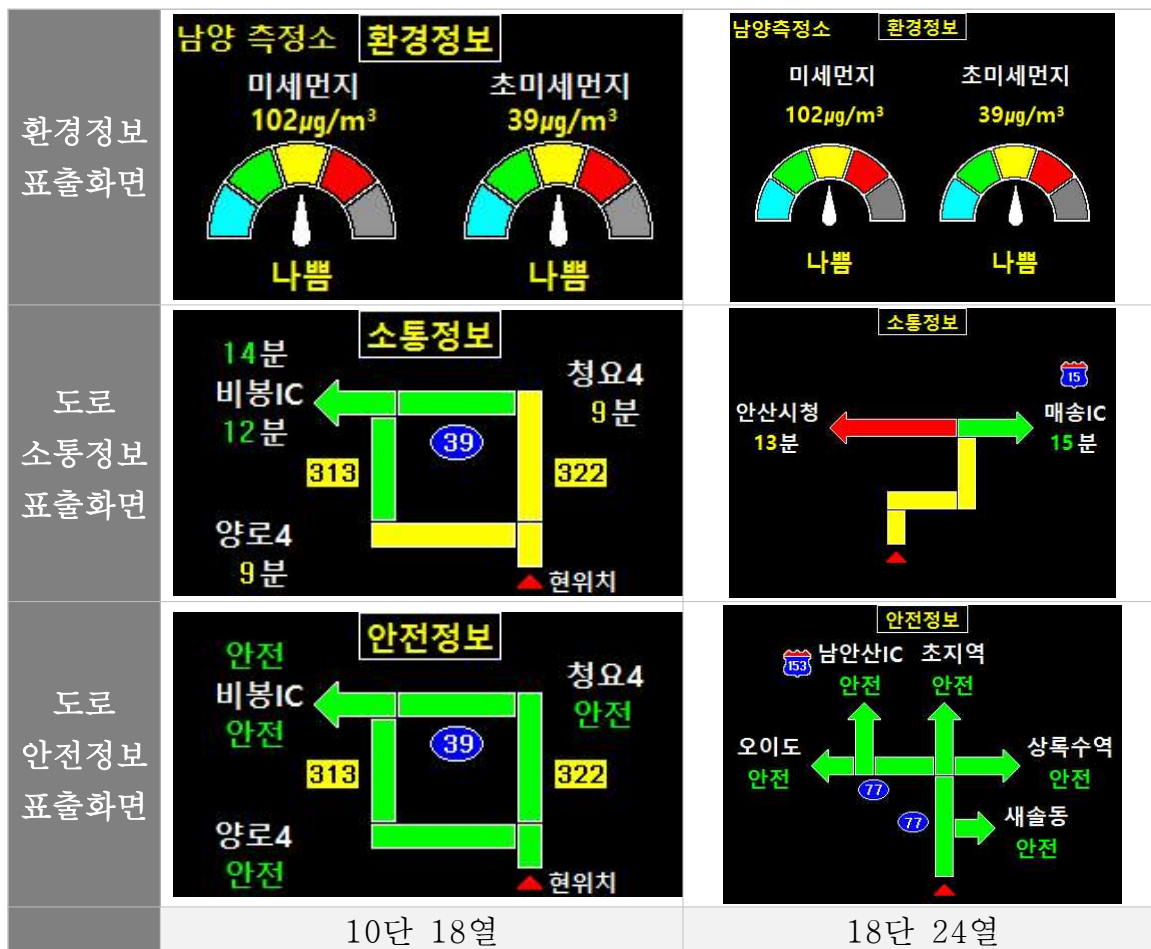 환경정보
표출화면
남양 측정소 환경정보
미세먼지 초미세먼지
102㎍/m³ 39㎍/m³
나쁨 나쁨
남양측정소 환경정보
미세먼지 초미세먼지
102㎍/m³ 39㎍/m³
나쁨 나쁨
도로
소통정보
표출화면
소통정보
14분
비봉IC
12분
청요4
9분
39
313 322
양로4
9분
현위치
소통정보
15
안산시청 매송IC
13분 15분
도로
안전정보
표출화면
안전정보
안전
비봉IC
안전
청요4
안전
39
313 322
양로4
안전
현위치
안전정보
153 남안산IC 초지역
안전 안전
오이도 상록수역
안전 안전
77
77 새솔동
안전
10단 18열 18단 24열